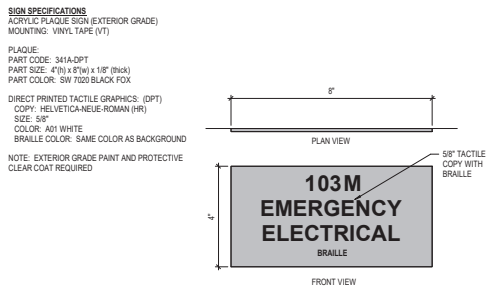 SIGN SPECIFICATIONS
ACRYLIC PLAQUE SIGN (EXTERIOR GRADE)
MOUNTING: VINYL TAPE (VT)
PLAQUE:
PART CODE: 341A-DPT
PART SIZE: 4"(h) x 8"(w) x 1/8" (thick)
PART COLOR: SW 7020 BLACK FOX
DIRECT PRINTED TACTILE GRAPHICS: (DPT)
COPY: HELVETICA-NEUE-ROMAN (HR)
SIZE: 5/8"
COLOR: A01 WHITE
BRAILLE COLOR: SAME COLOR AS BACKGROUND
NOTE: EXTERIOR GRADE PAINT AND PROTECTIVE
CLEAR COAT REQUIRED
8"
PLAN VIEW
5/8" TACTILE
COPY WITH
BRAILLE
4"
103M
EMERGENCY
ELECTRICAL
BRAILLE
FRONT VIEW